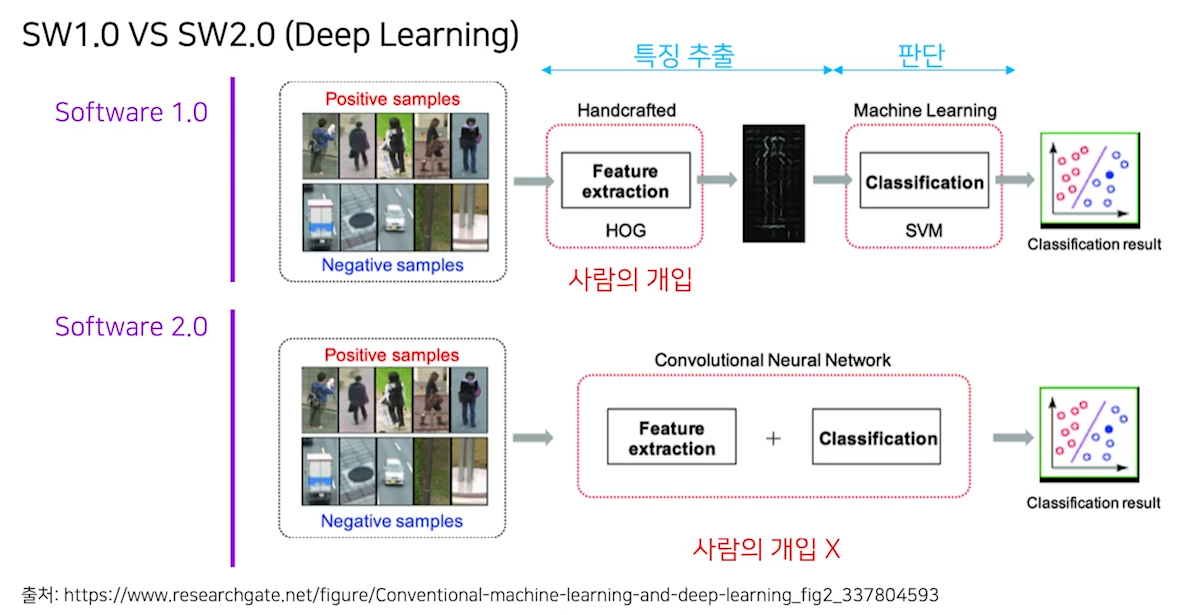 SW1.0 VS SW2.0 (Deep Learning)
특징 추출
판단
Software 1.0
Positive samples
Negative samples
Handcrafted
Feature
extraction
HOG
사람의 개입
Machine Learning
Classification
SVM
Classification result
Software 2.0
Positive samples
Negative samples
Convolutional Neural Network
Feature
extraction
+
Classification
사람의 개입 X
Classification result
출처: https://www.researchgate.net/figure/Conventional-machine-learning-and-deep-learning_fig2_337804593